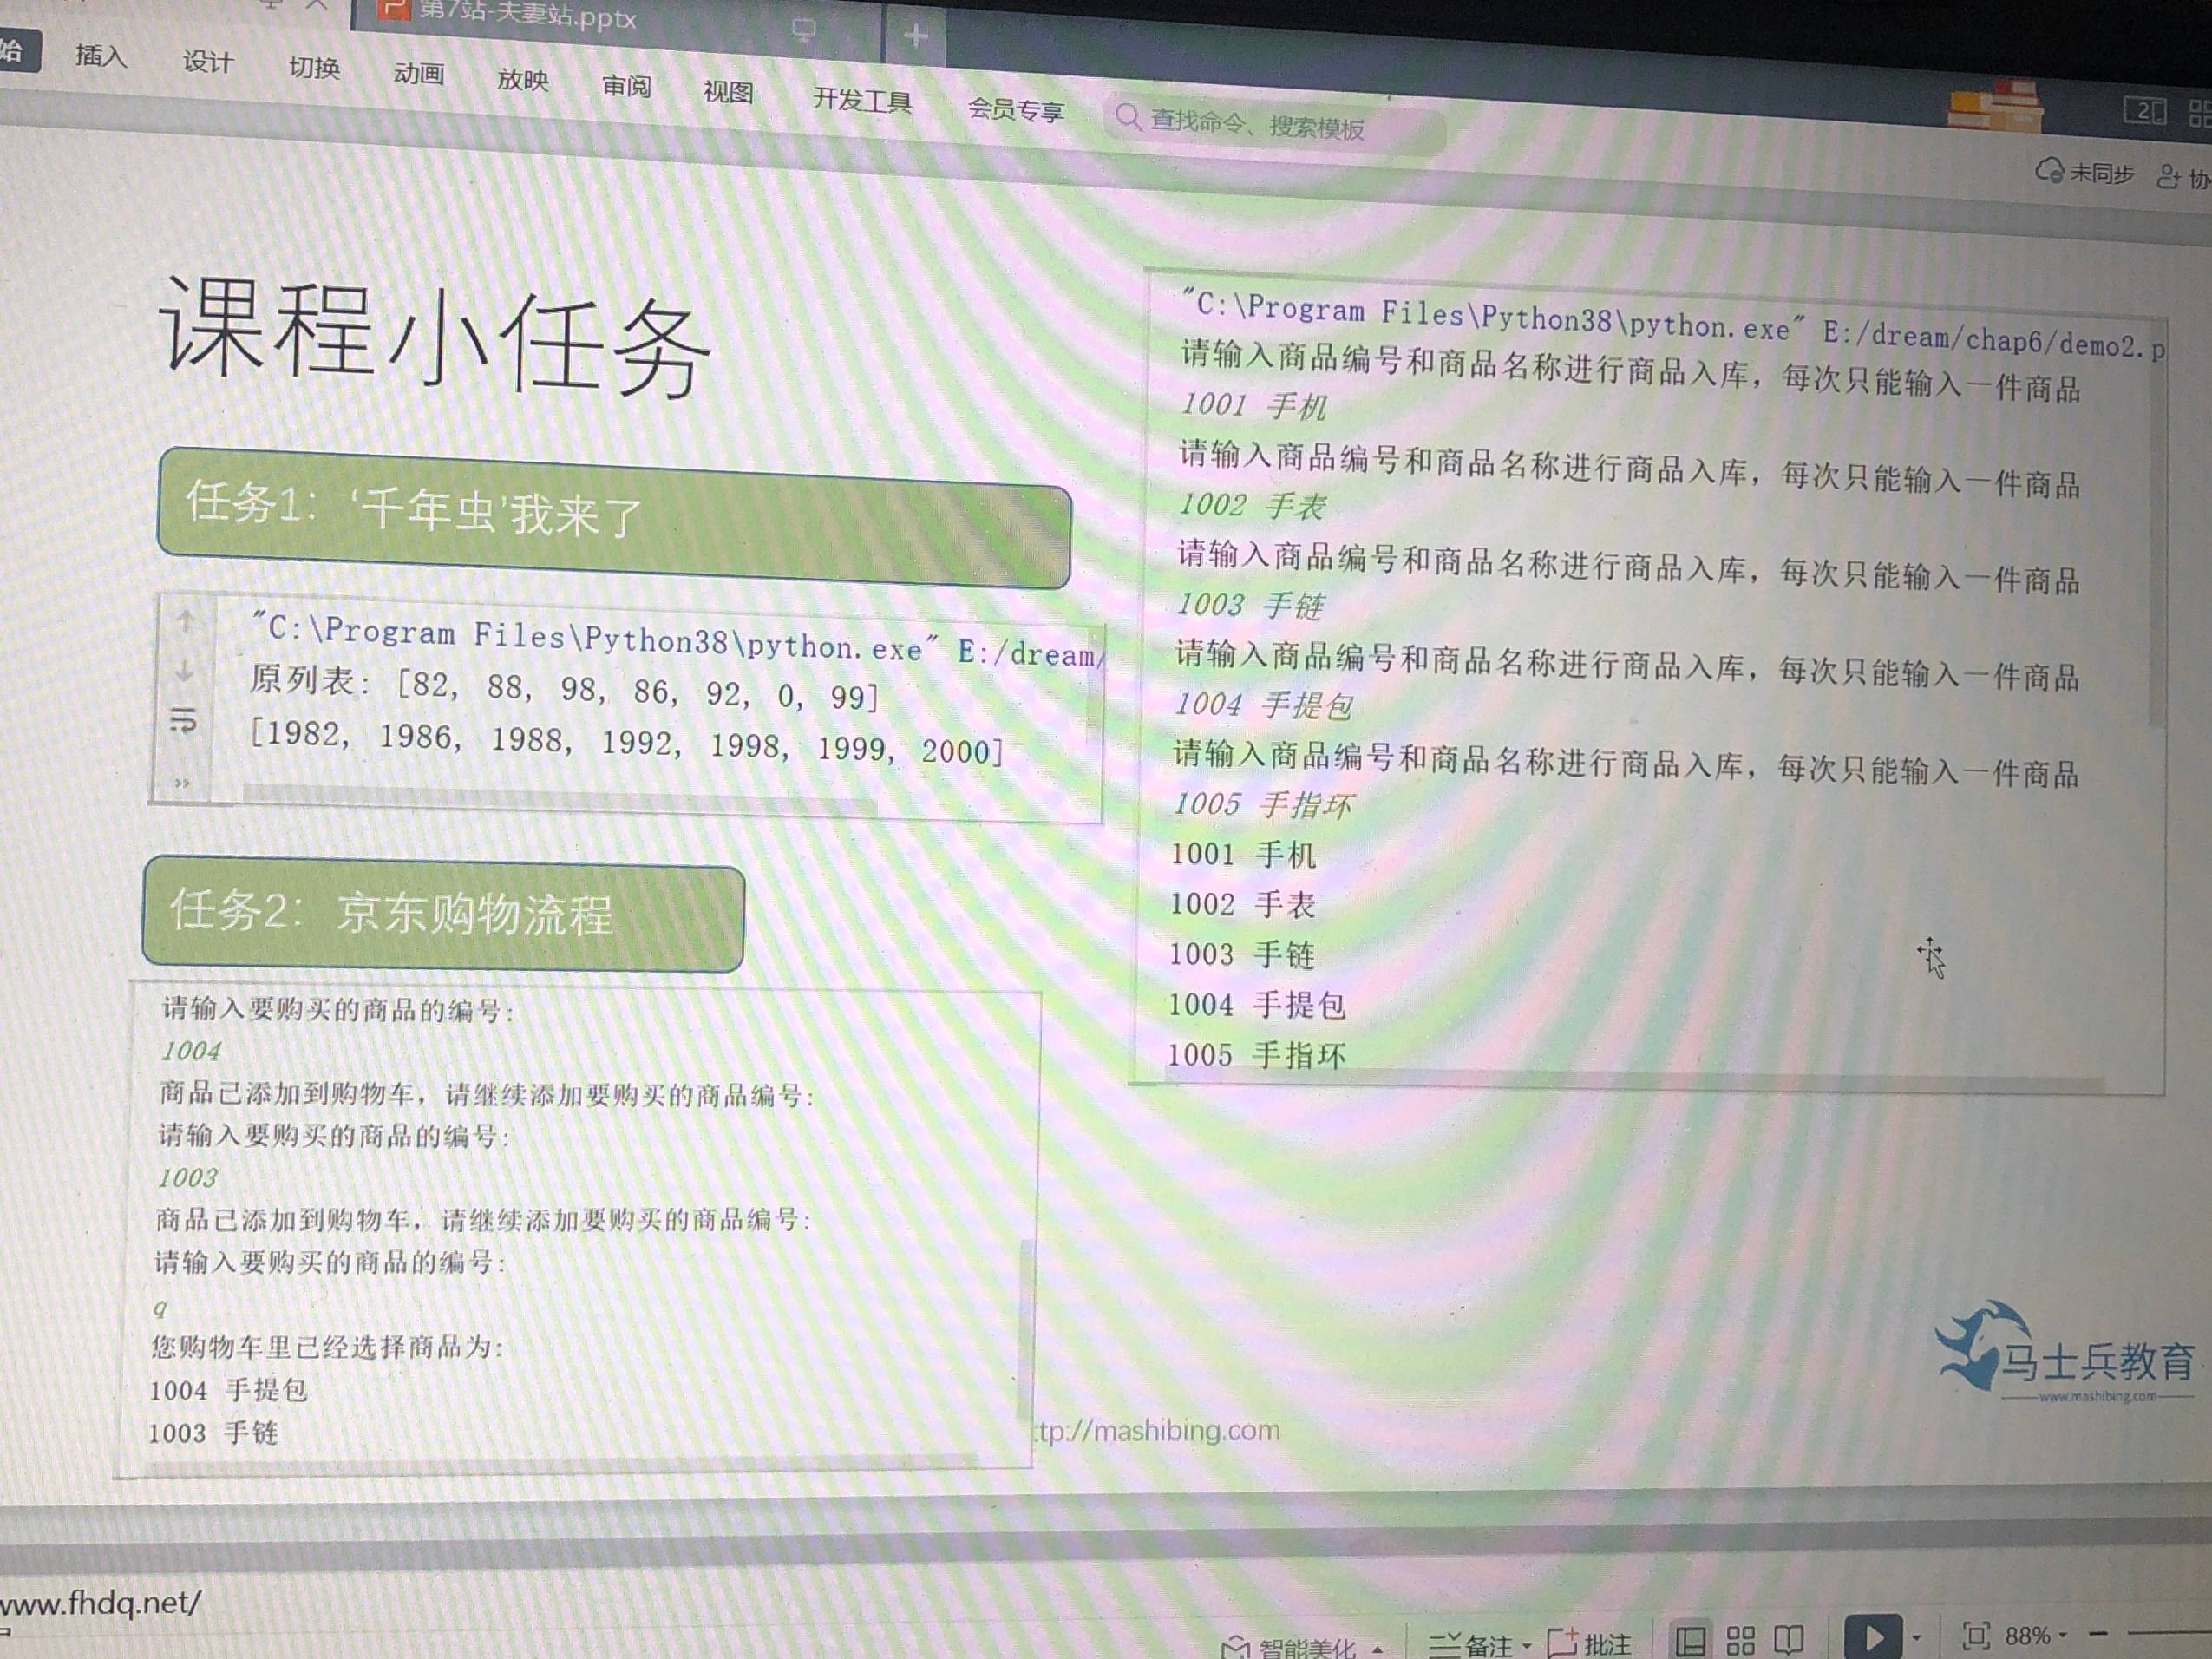 第7站-夫妻站.pptx
始 插入 设计 切换 动画 放映 审阅 视图 开发工具 会员专享 查找命令、搜索模板
未同步 协
课程小任务
任务1：‘千年虫’我来了
"C:\Program Files\Python38\python.exe" E:/dream/
原列表: [82, 88, 98, 86, 92, 0, 99]
[1982, 1986, 1988, 1992, 1998, 1999, 2000]
任务2：京东购物流程
请输入要购买的商品的编号:
1004
商品已添加到购物车，请继续添加要购买的商品编号:
请输入要购买的商品的编号:
1003
商品已添加到购物车，请继续添加要购买的商品编号:
请输入要购买的商品的编号:
q
您购物车里已经选择商品为:
1004 手提包
1003 手链
"C:\Program Files\Python38\python.exe" E:/dream/chap6/demo2.p
请输入商品编号和商品名称进行商品入库，每次只能输入一件商品
1001 手机
请输入商品编号和商品名称进行商品入库，每次只能输入一件商品
1002 手表
请输入商品编号和商品名称进行商品入库，每次只能输入一件商品
1003 手链
请输入商品编号和商品名称进行商品入库，每次只能输入一件商品
1004 手提包
请输入商品编号和商品名称进行商品入库，每次只能输入一件商品
1005 手指环
1001 手机
1002 手表
1003 手链
1004 手提包
1005 手指环
马士兵教育
www.mashibing.com
tp://mashibing.com
www.fhdq.net/
智能美化 备注 批注 88%